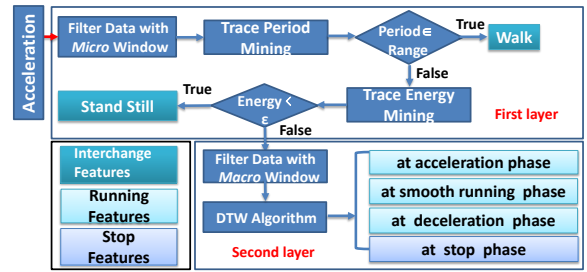 Acceleration
Filter Data with
Micro Window
Trace Period
Mining
Period∈
Range
True
Walk
False
Trace Energy
Mining
First layer
Energy <
ε
True
Stand Still
False
Interchange
Features
Running
Features
Stop
Features
Filter Data with
Macro Window
DTW Algorithm
Second layer
at acceleration phase
at smooth running phase
at deceleration phase
at stop phase